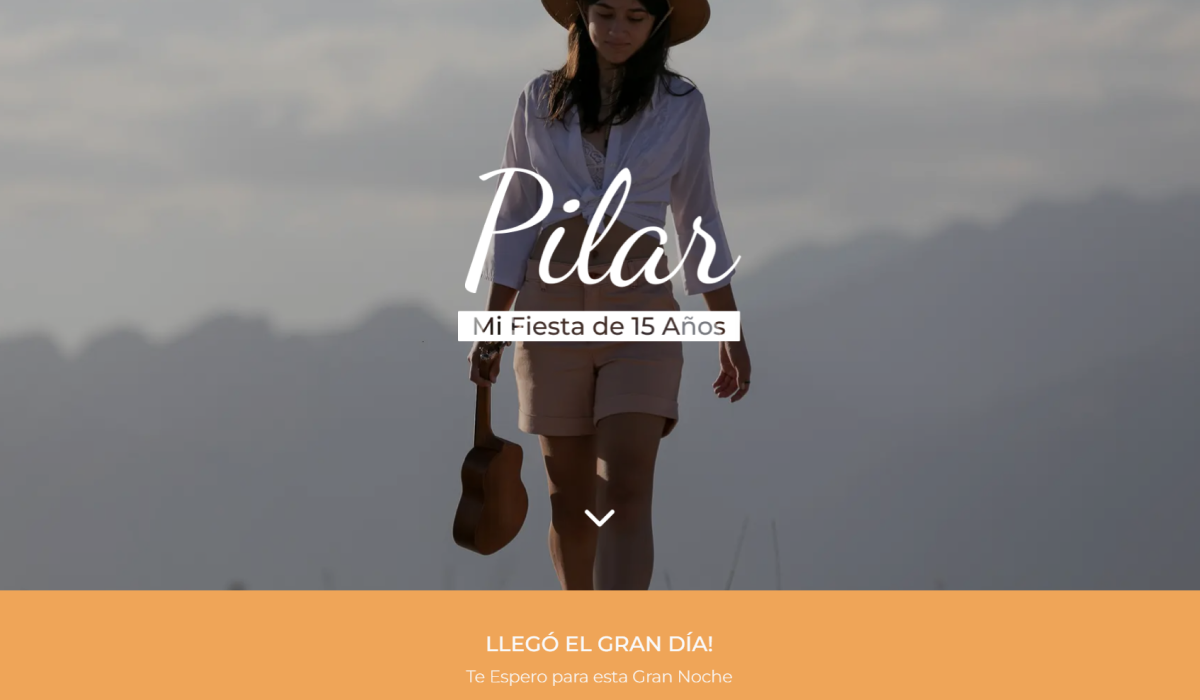 Pilar
Mi Fiesta de 15 Años
LLEGÓ EL GRAN DÍA!
Te Espero para esta Gran Noche